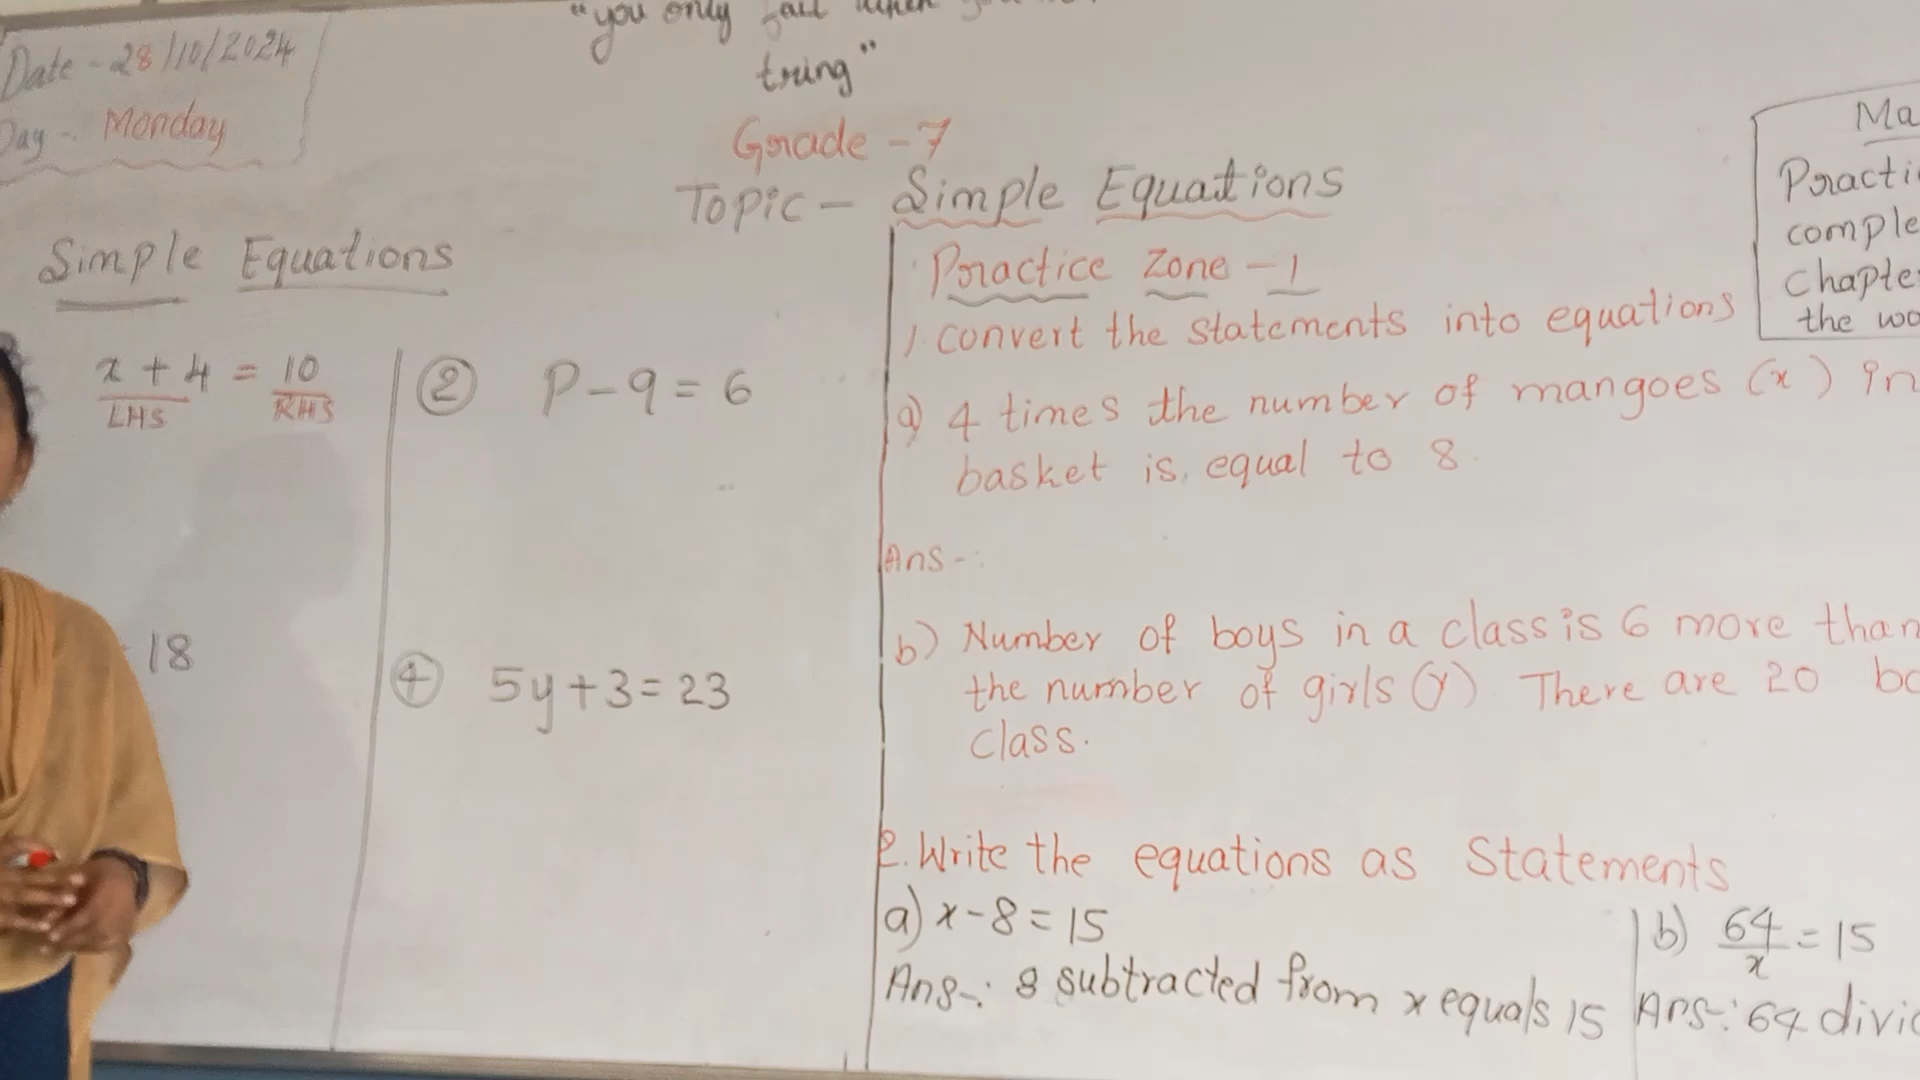 Date - 28/10/2024
Day - Monday
"you only fail when
tring"
Grade - 7
Topic - Simple Equations
Simple Equations
x + 4 = 10
LHS RHS
② P - 9 = 6
18
④ 5y + 3 = 23
Practice Zone - 1
1. convert the statements into equations
a) 4 times the number of mangoes (x) in
basket is equal to 8.
Ans -:
b) Number of boys in a class is 6 more than
the number of girls (y) There are 20
class.
2. Write the equations as Statements
a) x - 8 = 15
Ans -: 8 subtracted from x equals 15
b) 64/x = 15
Ans -: 64
Ma
Practi
comple
chapte
the wo